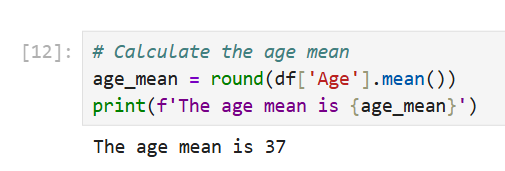 [12]: # Calculate the age mean
age_mean = round(df['Age'].mean())
print(f'The age mean is {age_mean}')
The age mean is 37